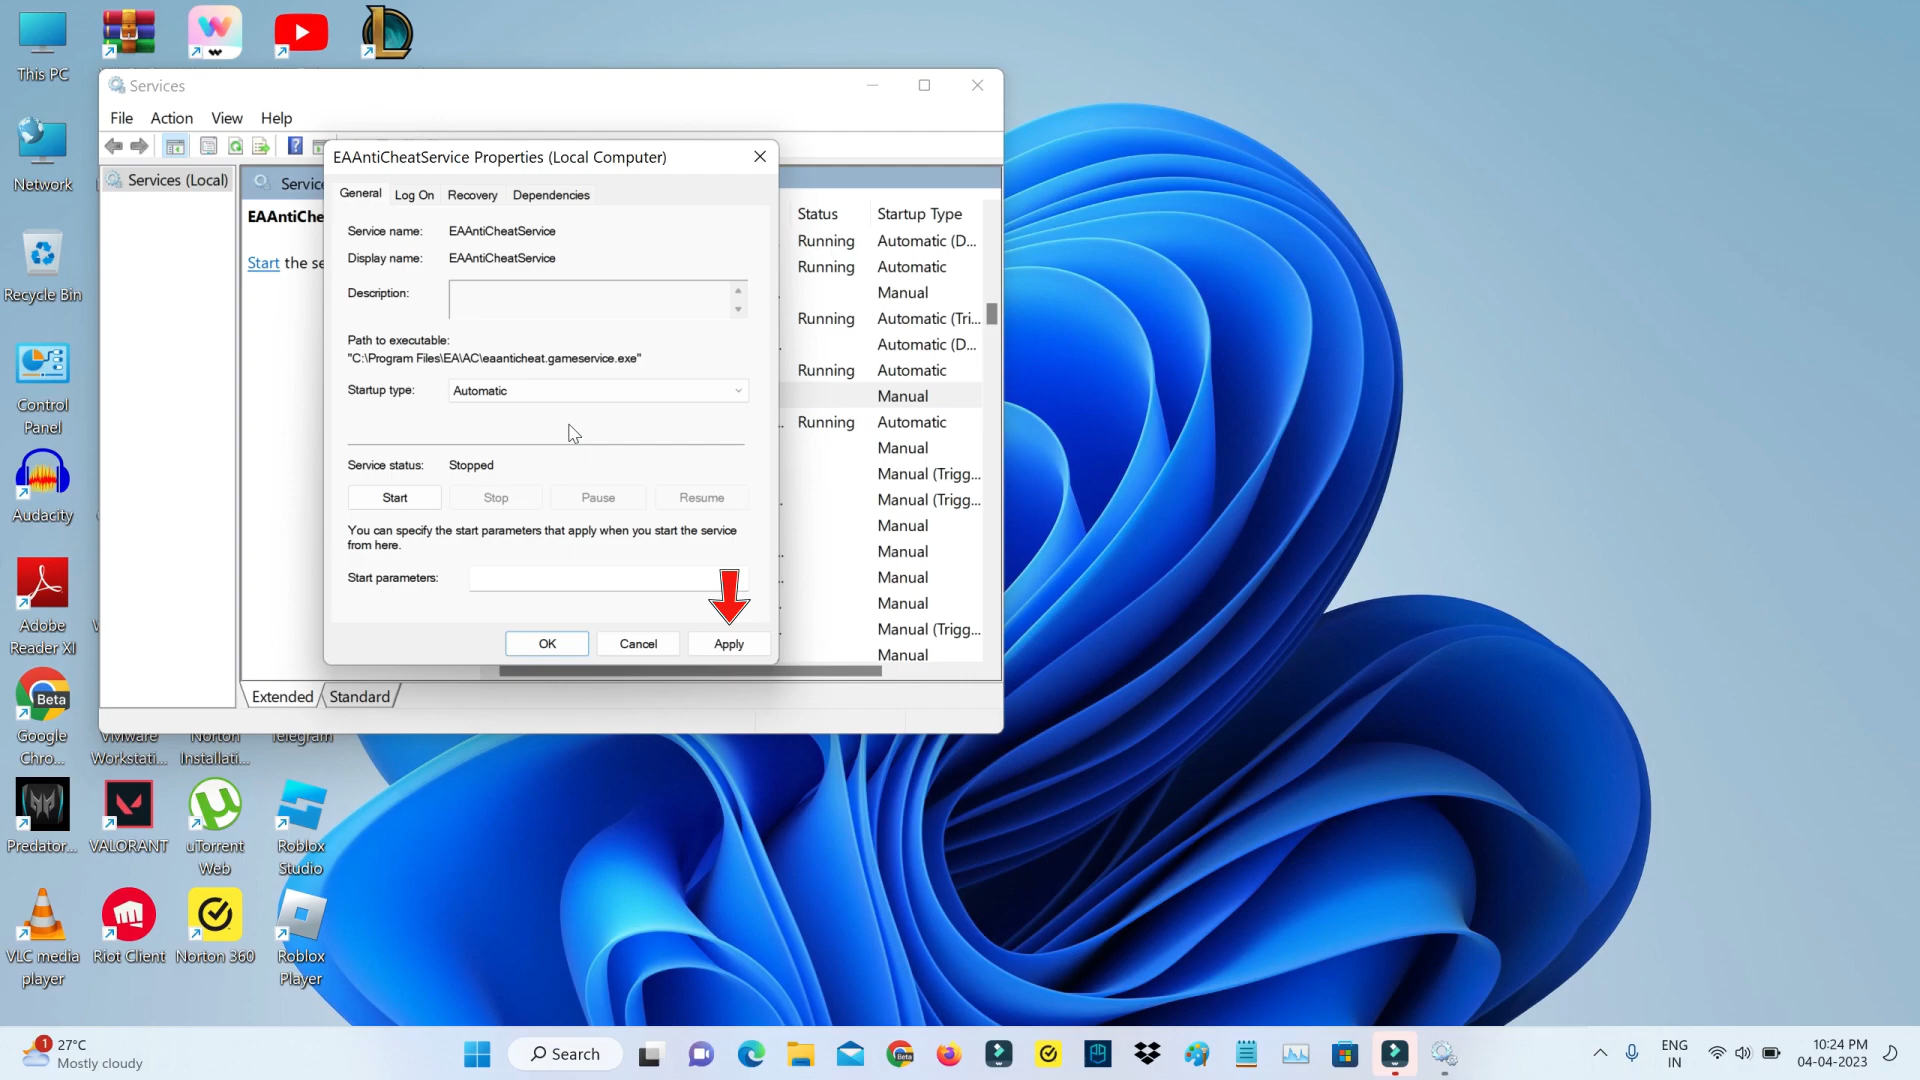 This PC
Network
Recycle Bin
Control
Panel
Audacity
Adobe
Reader XI
Beta
Google
Chro...
VMware
Workstati...
Norton
Installati...
Telegram
Predator...
VALORANT
uTorrent
Web
Roblox
Studio
VLC media
player
Riot Client
Norton 360
Roblox
Player
Services
File Action View Help
Services (Local)
EAAntiCheatService Properties (Local Computer)
General Log On Recovery Dependencies
Service name: EAAntiCheatService
Display name: EAAntiCheatService
Description:
Path to executable:
"C:\Program Files\EA\AC\eaanticheat.gameservice.exe"
Startup type: Automatic
Service status: Stopped
Start Stop Pause Resume
You can specify the start parameters that apply when you start the service
from here.
Start parameters:
OK Cancel Apply
Start the
Status Startup Type
Running Automatic (D...
Running Automatic
Manual
Running Automatic (Tri...
Automatic (D...
Running Automatic
Manual
Running Automatic
Manual
Manual (Trigg...
Manual (Trigg...
Manual
Manual
Manual
Manual
Manual (Trigg...
Manual
Extended Standard
1
27°C
Mostly cloudy
Search
Beta
ENG
IN
10:24 PM
04-04-2023